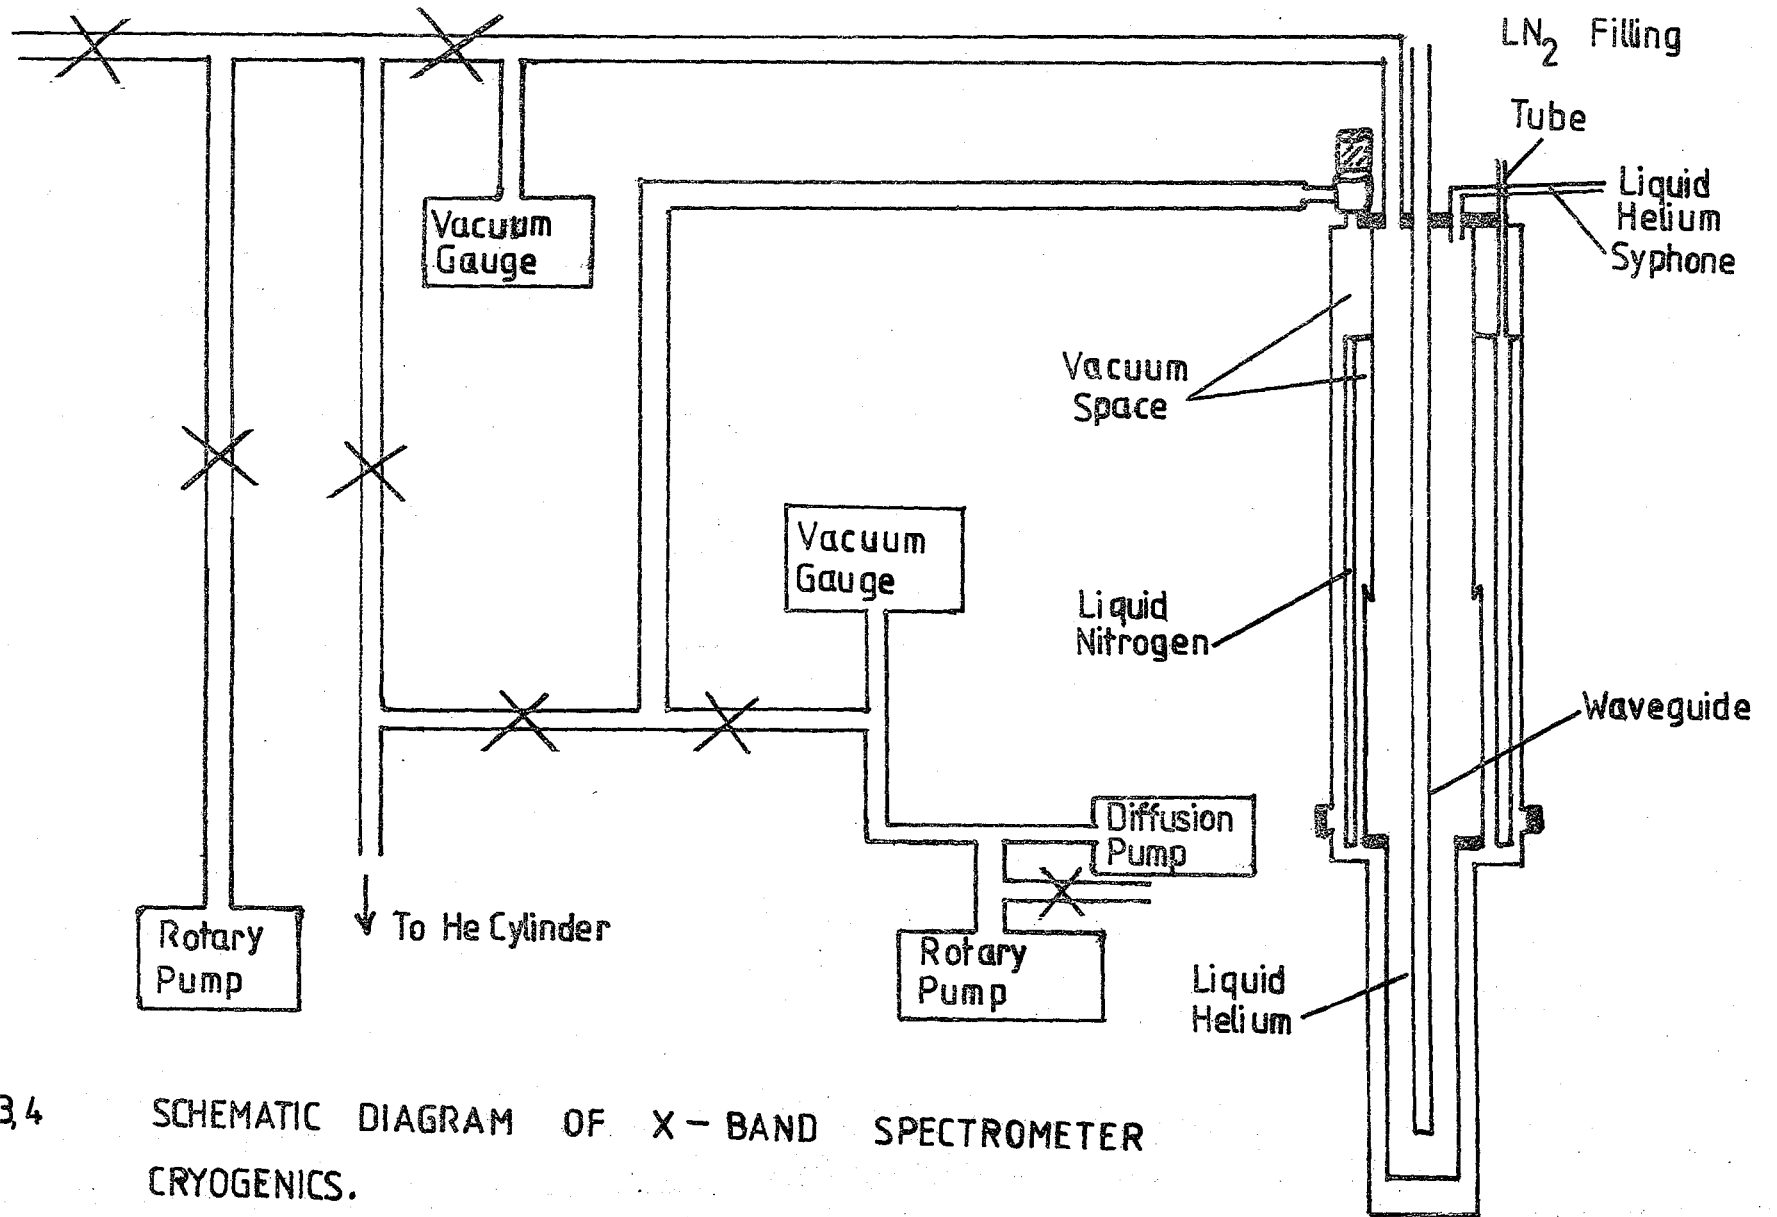 LN2 Filling
Tube
Liquid
Helium
Syphone
Vacuum
Gauge
Vacuum
Space
Vacuum
Gauge
Liquid
Nitrogen
Waveguide
Diffusion
Pump
Rotary
Pump
To He Cylinder
Rotary
Pump
Liquid
Helium
3,4 SCHEMATIC DIAGRAM OF X-BAND SPECTROMETER
CRYOGENICS.